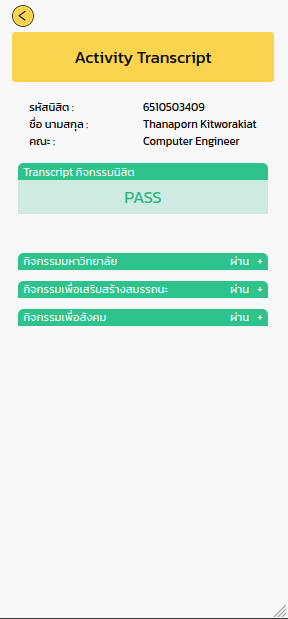 Activity Transcript
รหัสนิสิต : 6510503409
ชื่อ นามสกุล : Thanaporn Kitworakiat
คณะ : Computer Engineer
Transcript กิจกรรมนิสิต
PASS
กิจกรรมมหาวิทยาลัย ผ่าน +
กิจกรรมเพื่อเสริมสร้างสมรรถนะ ผ่าน +
กิจกรรมเพื่อสังคม ผ่าน +